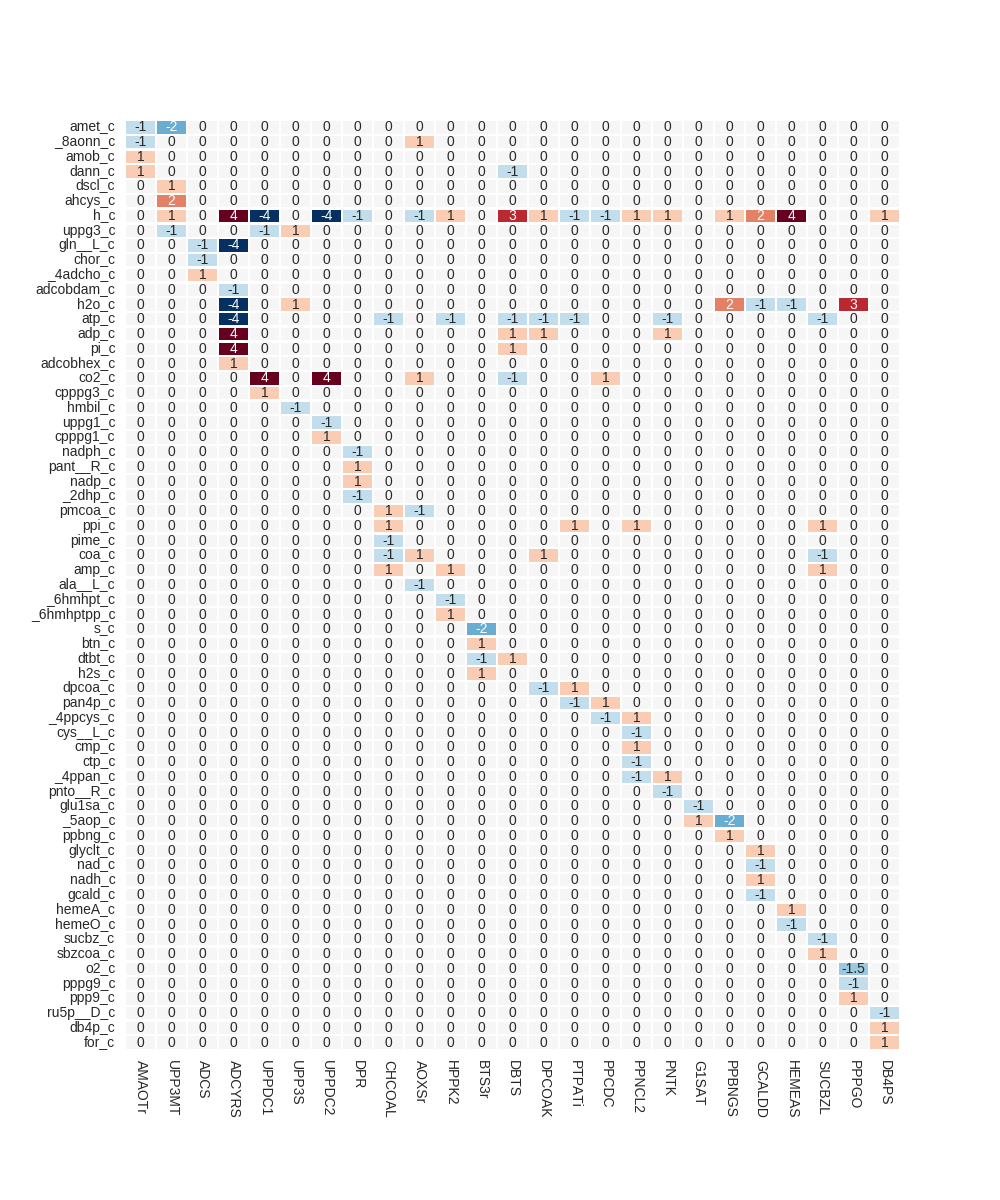 amet_c -1 -2 0 0 0 0 0 0 0 0 0 0 0 0 0 0 0 0 0 0 0 0 0 0 0
_8aonn_c -1 0 0 0 0 0 0 0 0 1 0 0 0 0 0 0 0 0 0 0 0 0 0 0 0
amob_c 1 0 0 0 0 0 0 0 0 0 0 0 0 0 0 0 0 0 0 0 0 0 0 0 0
dann_c 1 0 0 0 0 0 0 0 0 0 0 0 -1 0 0 0 0 0 0 0 0 0 0 0 0
dscl_c 0 1 0 0 0 0 0 0 0 0 0 0 0 0 0 0 0 0 0 0 0 0 0 0 0
ahcys_c 0 2 0 0 0 0 0 0 0 0 0 0 0 0 0 0 0 0 0 0 0 0 0 0 0
h_c 0 1 0 4 -4 0 -4 -1 0 -1 1 0 3 1 -1 -1 1 1 0 1 2 4 0 0 1
uppg3_c 0 -1 0 0 -1 1 0 0 0 0 0 0 0 0 0 0 0 0 0 0 0 0 0 0 0
gln__L_c 0 0 -1 -4 0 0 0 0 0 0 0 0 0 0 0 0 0 0 0 0 0 0 0 0 0
chor_c 0 0 -1 0 0 0 0 0 0 0 0 0 0 0 0 0 0 0 0 0 0 0 0 0 0
_4adcho_c 0 0 1 0 0 0 0 0 0 0 0 0 0 0 0 0 0 0 0 0 0 0 0 0 0
adcobdam_c 0 0 0 -1 0 0 0 0 0 0 0 0 0 0 0 0 0 0 0 0 0 0 0 0 0
h2o_c 0 0 0 -4 0 1 0 0 0 0 0 0 0 0 0 0 0 0 0 2 -1 -1 0 3 0
atp_c 0 0 0 -4 0 0 0 0 -1 0 -1 0 -1 -1 -1 0 0 -1 0 0 0 0 -1 0 0
adp_c 0 0 0 4 0 0 0 0 0 0 0 0 1 1 0 0 0 1 0 0 0 0 0 0 0
pi_c 0 0 0 4 0 0 0 0 0 0 0 0 1 0 0 0 0 0 0 0 0 0 0 0 0
adcobhex_c 0 0 0 1 0 0 0 0 0 0 0 0 0 0 0 0 0 0 0 0 0 0 0 0 0
co2_c 0 0 0 0 4 0 4 0 0 1 0 0 -1 0 0 1 0 0 0 0 0 0 0 0 0
cpppg3_c 0 0 0 0 1 0 0 0 0 0 0 0 0 0 0 0 0 0 0 0 0 0 0 0 0
hmbil_c 0 0 0 0 0 -1 0 0 0 0 0 0 0 0 0 0 0 0 0 0 0 0 0 0 0
uppg1_c 0 0 0 0 0 0 -1 0 0 0 0 0 0 0 0 0 0 0 0 0 0 0 0 0 0
cpppg1_c 0 0 0 0 0 0 1 0 0 0 0 0 0 0 0 0 0 0 0 0 0 0 0 0 0
nadph_c 0 0 0 0 0 0 0 -1 0 0 0 0 0 0 0 0 0 0 0 0 0 0 0 0 0
pant__R_c 0 0 0 0 0 0 0 1 0 0 0 0 0 0 0 0 0 0 0 0 0 0 0 0 0
nadp_c 0 0 0 0 0 0 0 1 0 0 0 0 0 0 0 0 0 0 0 0 0 0 0 0 0
_2dhp_c 0 0 0 0 0 0 0 -1 0 0 0 0 0 0 0 0 0 0 0 0 0 0 0 0 0
pmcoa_c 0 0 0 0 0 0 0 0 1 -1 0 0 0 0 0 0 0 0 0 0 0 0 0 0 0
ppi_c 0 0 0 0 0 0 0 0 1 0 0 0 0 0 1 0 1 0 0 0 0 0 1 0 0
pime_c 0 0 0 0 0 0 0 0 -1 0 0 0 0 0 0 0 0 0 0 0 0 0 0 0 0
coa_c 0 0 0 0 0 0 0 0 -1 1 0 0 0 1 0 0 0 0 0 0 0 0 -1 0 0
amp_c 0 0 0 0 0 0 0 0 1 0 1 0 0 0 0 0 0 0 0 0 0 0 1 0 0
ala__L_c 0 0 0 0 0 0 0 0 0 -1 0 0 0 0 0 0 0 0 0 0 0 0 0 0 0
_6hmhpt_c 0 0 0 0 0 0 0 0 0 0 -1 0 0 0 0 0 0 0 0 0 0 0 0 0 0
_6hmhptpp_c 0 0 0 0 0 0 0 0 0 0 1 0 0 0 0 0 0 0 0 0 0 0 0 0 0
s_c 0 0 0 0 0 0 0 0 0 0 0 -2 0 0 0 0 0 0 0 0 0 0 0 0 0
btn_c 0 0 0 0 0 0 0 0 0 0 0 1 0 0 0 0 0 0 0 0 0 0 0 0 0
dtbt_c 0 0 0 0 0 0 0 0 0 0 0 -1 1 0 0 0 0 0 0 0 0 0 0 0 0
h2s_c 0 0 0 0 0 0 0 0 0 0 0 1 0 0 0 0 0 0 0 0 0 0 0 0 0
dpcoa_c 0 0 0 0 0 0 0 0 0 0 0 0 0 -1 1 0 0 0 0 0 0 0 0 0 0
pan4p_c 0 0 0 0 0 0 0 0 0 0 0 0 0 0 -1 1 0 0 0 0 0 0 0 0 0
_4ppcys_c 0 0 0 0 0 0 0 0 0 0 0 0 0 0 0 -1 1 0 0 0 0 0 0 0 0
cys__L_c 0 0 0 0 0 0 0 0 0 0 0 0 0 0 0 0 -1 0 0 0 0 0 0 0 0
cmp_c 0 0 0 0 0 0 0 0 0 0 0 0 0 0 0 0 1 0 0 0 0 0 0 0 0
ctp_c 0 0 0 0 0 0 0 0 0 0 0 0 0 0 0 0 -1 0 0 0 0 0 0 0 0
_4ppan_c 0 0 0 0 0 0 0 0 0 0 0 0 0 0 0 0 -1 1 0 0 0 0 0 0 0
pnto__R_c 0 0 0 0 0 0 0 0 0 0 0 0 0 0 0 0 0 -1 0 0 0 0 0 0 0
glu1sa_c 0 0 0 0 0 0 0 0 0 0 0 0 0 0 0 0 0 0 -1 0 0 0 0 0 0
_5aop_c 0 0 0 0 0 0 0 0 0 0 0 0 0 0 0 0 0 0 1 -2 0 0 0 0 0
ppbng_c 0 0 0 0 0 0 0 0 0 0 0 0 0 0 0 0 0 0 0 1 0 0 0 0 0
glyclt_c 0 0 0 0 0 0 0 0 0 0 0 0 0 0 0 0 0 0 0 0 1 0 0 0 0
nad_c 0 0 0 0 0 0 0 0 0 0 0 0 0 0 0 0 0 0 0 0 -1 0 0 0 0
nadh_c 0 0 0 0 0 0 0 0 0 0 0 0 0 0 0 0 0 0 0 0 1 0 0 0 0
gcald_c 0 0 0 0 0 0 0 0 0 0 0 0 0 0 0 0 0 0 0 0 -1 0 0 0 0
hemeA_c 0 0 0 0 0 0 0 0 0 0 0 0 0 0 0 0 0 0 0 0 0 1 0 0 0
hemeO_c 0 0 0 0 0 0 0 0 0 0 0 0 0 0 0 0 0 0 0 0 0 -1 0 0 0
sucbz_c 0 0 0 0 0 0 0 0 0 0 0 0 0 0 0 0 0 0 0 0 0 0 -1 0 0
sbzcoa_c 0 0 0 0 0 0 0 0 0 0 0 0 0 0 0 0 0 0 0 0 0 0 1 0 0
o2_c 0 0 0 0 0 0 0 0 0 0 0 0 0 0 0 0 0 0 0 0 0 0 0 -1.5 0
pppg9_c 0 0 0 0 0 0 0 0 0 0 0 0 0 0 0 0 0 0 0 0 0 0 0 -1 0
ppp9_c 0 0 0 0 0 0 0 0 0 0 0 0 0 0 0 0 0 0 0 0 0 0 0 1 0
ru5p__D_c 0 0 0 0 0 0 0 0 0 0 0 0 0 0 0 0 0 0 0 0 0 0 0 0 -1
db4p_c 0 0 0 0 0 0 0 0 0 0 0 0 0 0 0 0 0 0 0 0 0 0 0 0 1
for_c 0 0 0 0 0 0 0 0 0 0 0 0 0 0 0 0 0 0 0 0 0 0 0 0 1
AMAOTr UPP3MT ADCS ADCYRS UPPDC1 UPP3S UPPDC2 DPR CHCOAL AOXSr HPPK2 BTS3r DBTS DPCOAK PTPATi PPCDC PPNCL2 PNTK G1SAT PPBNGS GCALDD HEMEAS SUCBZL PPPGO DB4PS